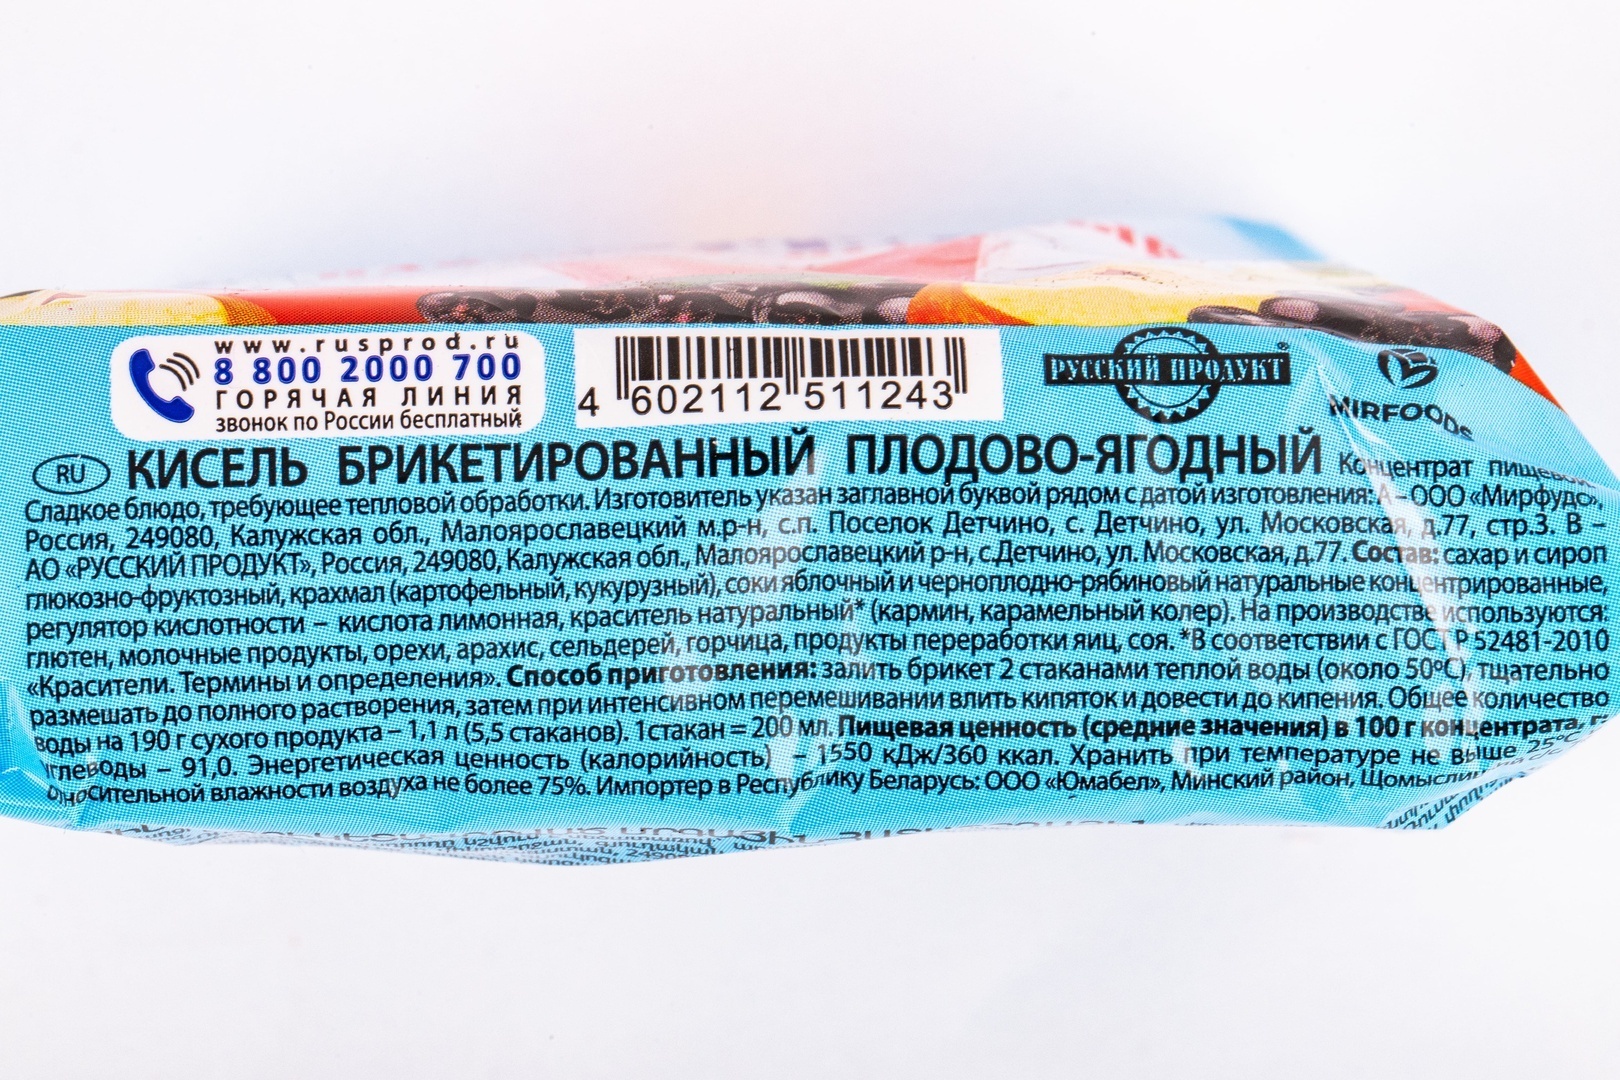 www.rusprod.ru
8 800 2000 700
ГОРЯЧАЯ ЛИНИЯ
звонок по России бесплатный
4 602112 511243
РУССКИЙ ПРОДУКТ®
MIRFOODS
RU КИСЕЛЬ БРИКЕТИРОВАННЫЙ ПЛОДОВО-ЯГОДНЫЙ Концентрат
Сладкое блюдо, требующее тепловой обработки. Изготовитель указан заглавной буквой рядом с датой изготовления: А – ООО «Мирфудс»,
Россия, 249080, Калужская обл., Малоярославецкий м.р-н, с.п. Поселок Детчино, с. Детчино, ул. Московская, д.77, стр.3. В –
АО «РУССКИЙ ПРОДУКТ», Россия, 249080, Калужская обл., Малоярославецкий р-н, с.Детчино, ул. Московская, д.77. Состав: сахар и сироп
глюкозно-фруктозный, крахмал (картофельный, кукурузный), соки яблочный и черноплодно-рябиновый натуральные концентрированные,
регулятор кислотности – кислота лимонная, краситель натуральный* (кармин, карамельный колер). На производстве используются:
глютен, молочные продукты, орехи, арахис, сельдерей, горчица, продукты переработки яиц, соя. *В соответствии с ГОСТ Р 52481-2010
«Красители. Термины и определения». Способ приготовления: залить брикет 2 стаканами теплой воды (около 50ºС), тщательно
размешать до полного растворения, затем при интенсивном перемешивании влить кипяток и довести до кипения. Общее количество
воды на 190 г сухого продукта – 1,1 л (5,5 стаканов). 1стакан = 200 мл. Пищевая ценность (средние значения) в 100 г концентрата, г:
углеводы – 91,0. Энергетическая ценность (калорийность) – 1550 кДж/360 ккал. Хранить при температуре не выше 25ºС
относительной влажности воздуха не более 75%. Импортер в Республику Беларусь: ООО «Юмабел», Минский район,